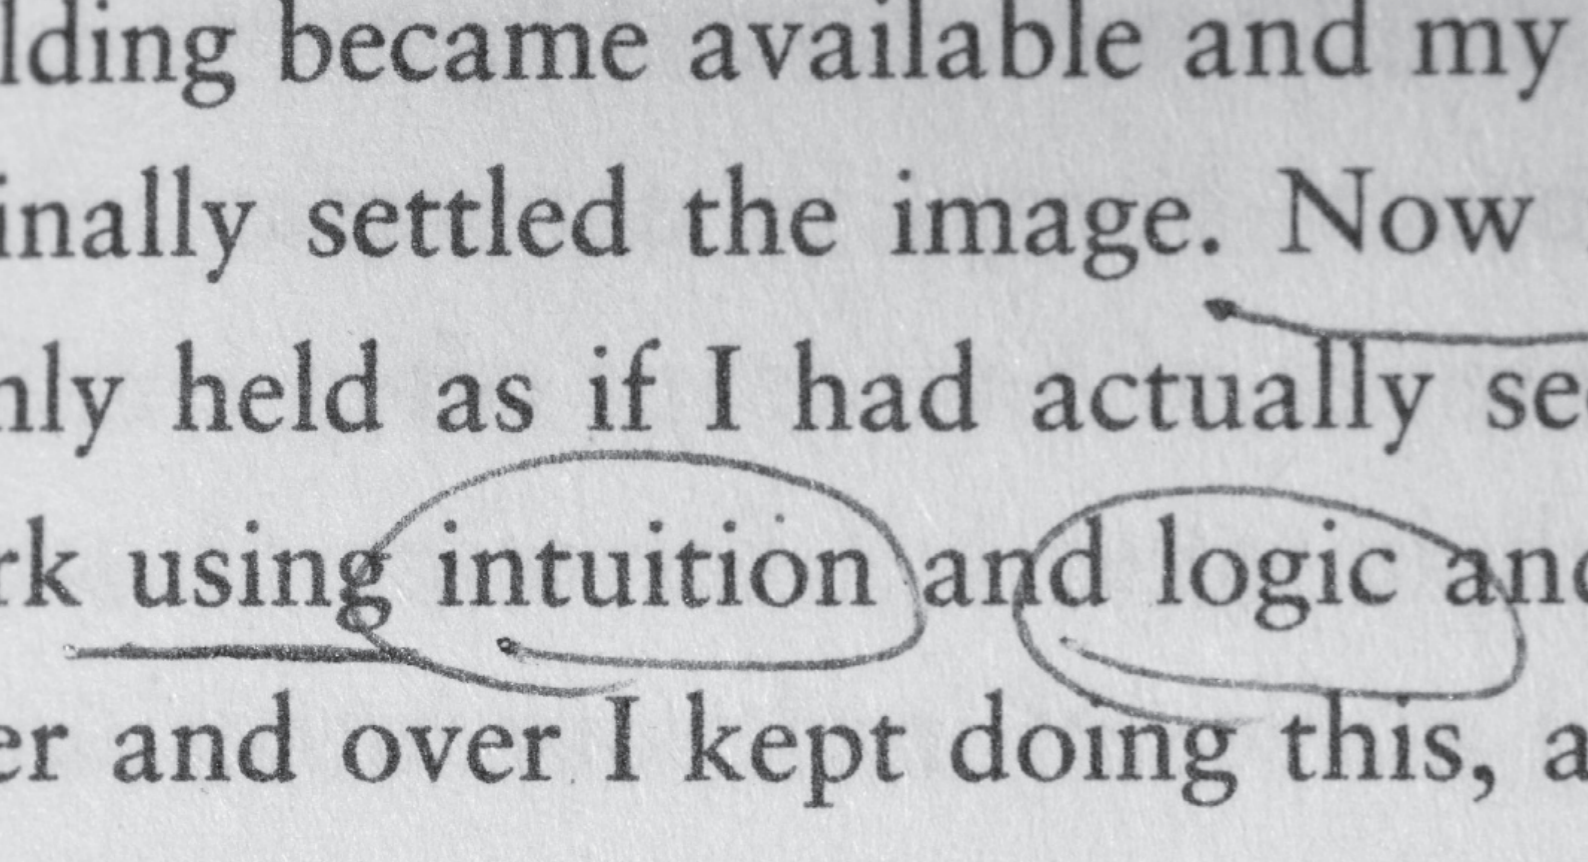 lding became available and my
inally settled the image. Now
nly held as if I had actually se
rk using intuition and logic and
er and over I kept doing this, a